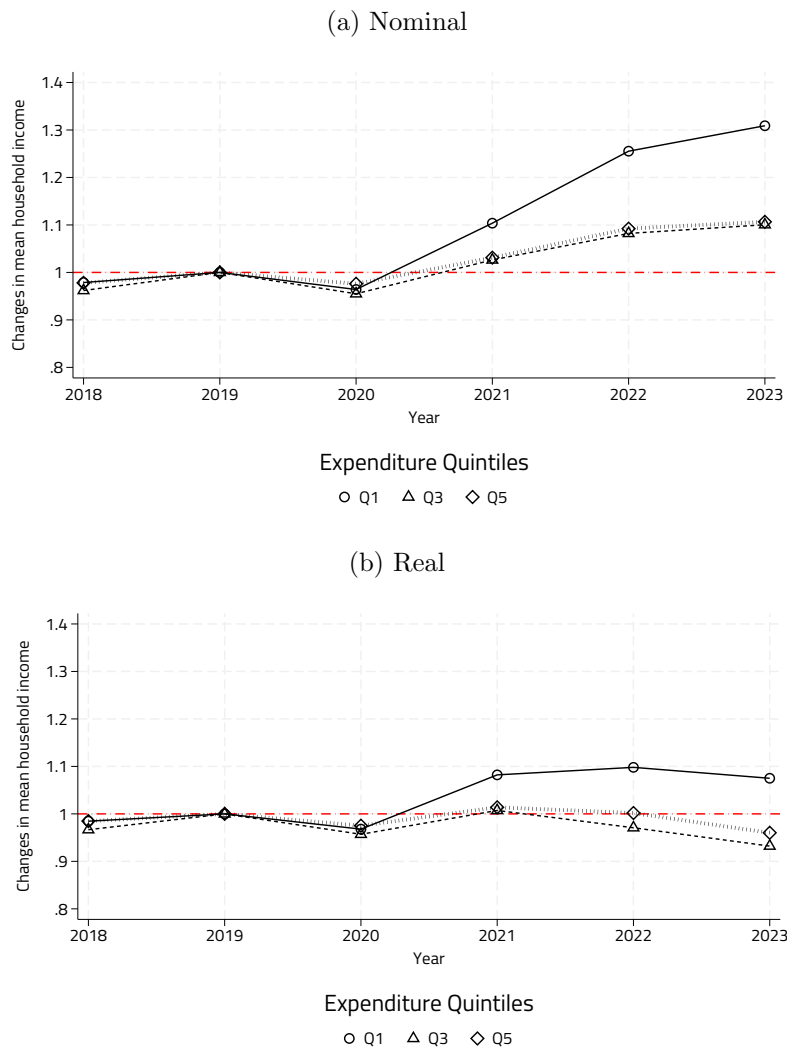 (a) Nominal
Changes in mean household income
1.4
1.3
1.2
1.1
1
.9
.8
2018 2019 2020 2021 2022 2023
Year
Expenditure Quintiles
Q1 Q3 Q5
(b) Real
Changes in mean household income
1.4
1.3
1.2
1.1
1
.9
.8
2018 2019 2020 2021 2022 2023
Year
Expenditure Quintiles
Q1 Q3 Q5